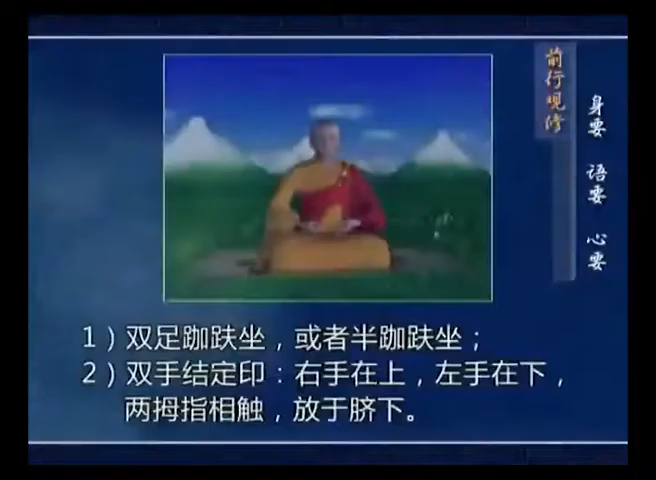 前行观修
身要 语要 心要
1）双足跏趺坐，或者半跏趺坐；
2）双手结定印：右手在上，左手在下，
两拇指相触，放于脐下。